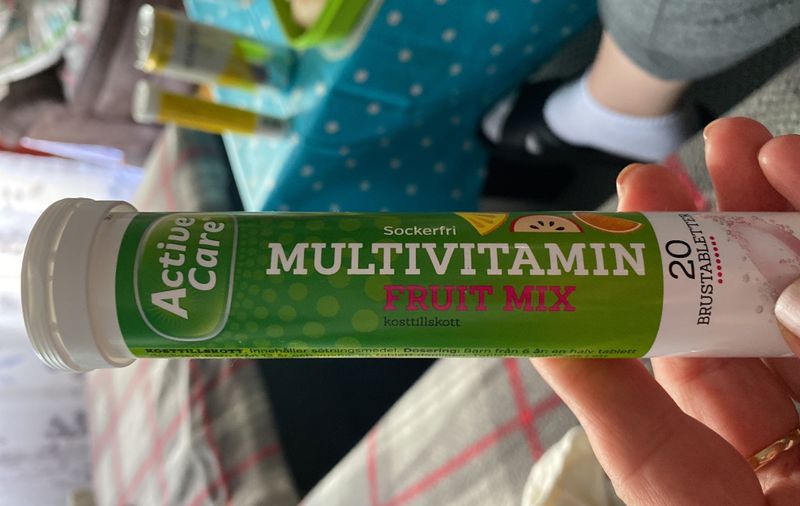 Active
Care
Sockerfri
MULTIVITAMIN
FRUIT MIX
kosttillskott
20
BRUSTABLETTER
KOSTTILLSKOTT. Innehåller sötningsmedel. Dosering: Barn från 6 år: en halv tablett